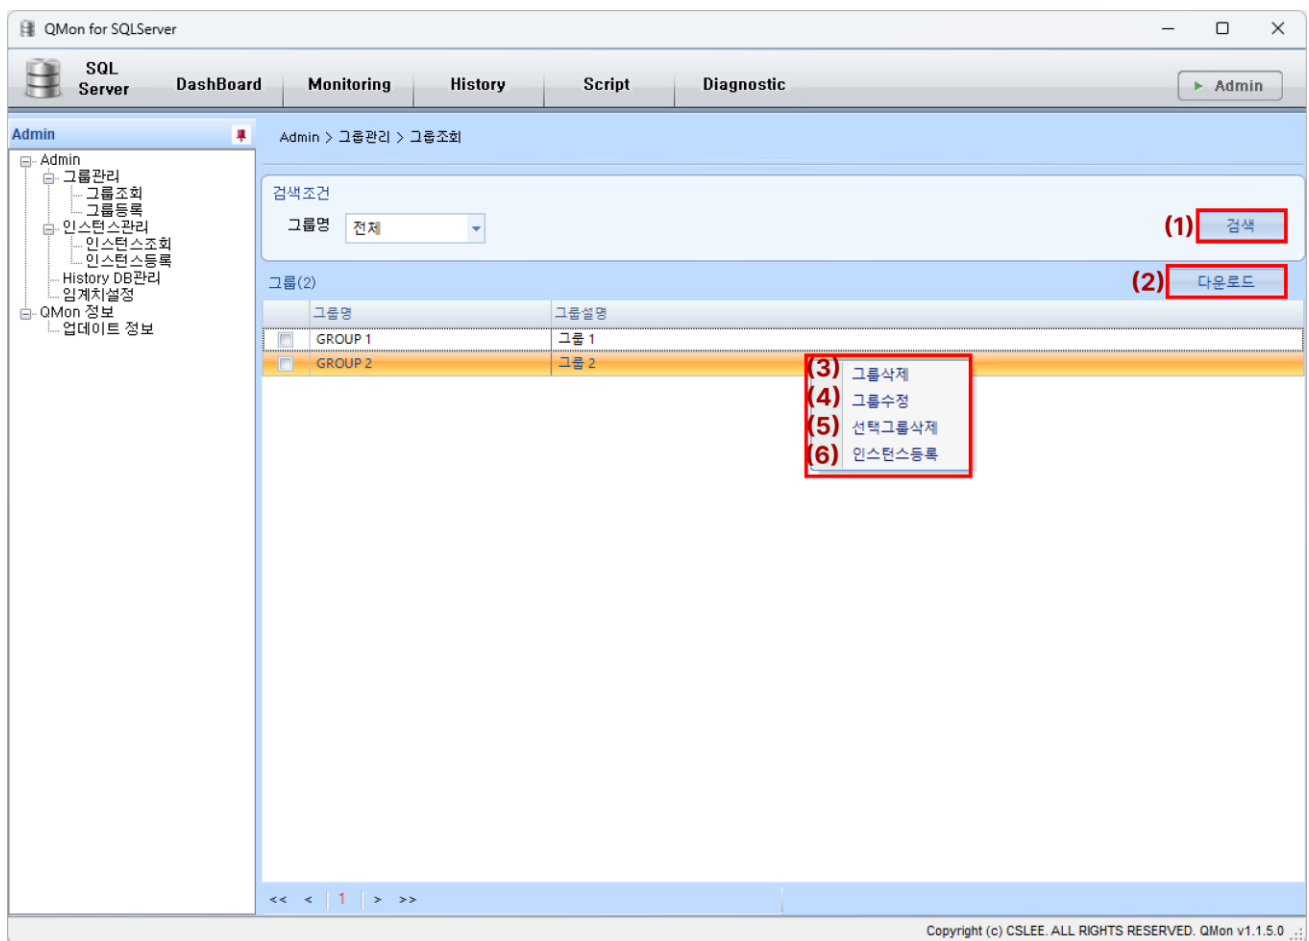 QMon for SQLServer
SQL Server
DashBoard
Monitoring
History
Script
Diagnostic
Admin
Admin
Admin
그룹관리
그룹조회
그룹등록
인스턴스관리
인스턴스조회
인스턴스등록
History DB관리
임계치설정
QMon 정보
업데이트 정보
Admin > 그룹관리 > 그룹조회
검색조건
그룹명 전체
(1) 검색
그룹(2)
(2) 다운로드
그룹명 그룹설명
GROUP 1 그룹 1
GROUP 2 그룹 2
(3) 그룹삭제
(4) 그룹수정
(5) 선택그룹삭제
(6) 인스턴스등록
<< < 1 > >>
Copyright (c) CSLEE. ALL RIGHTS RESERVED. QMon v1.1.5.0